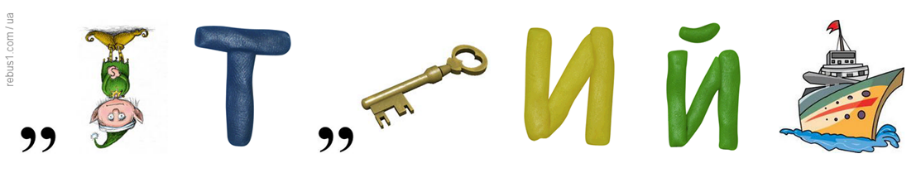 rebus1.com / ua
,, Т ,, И Й